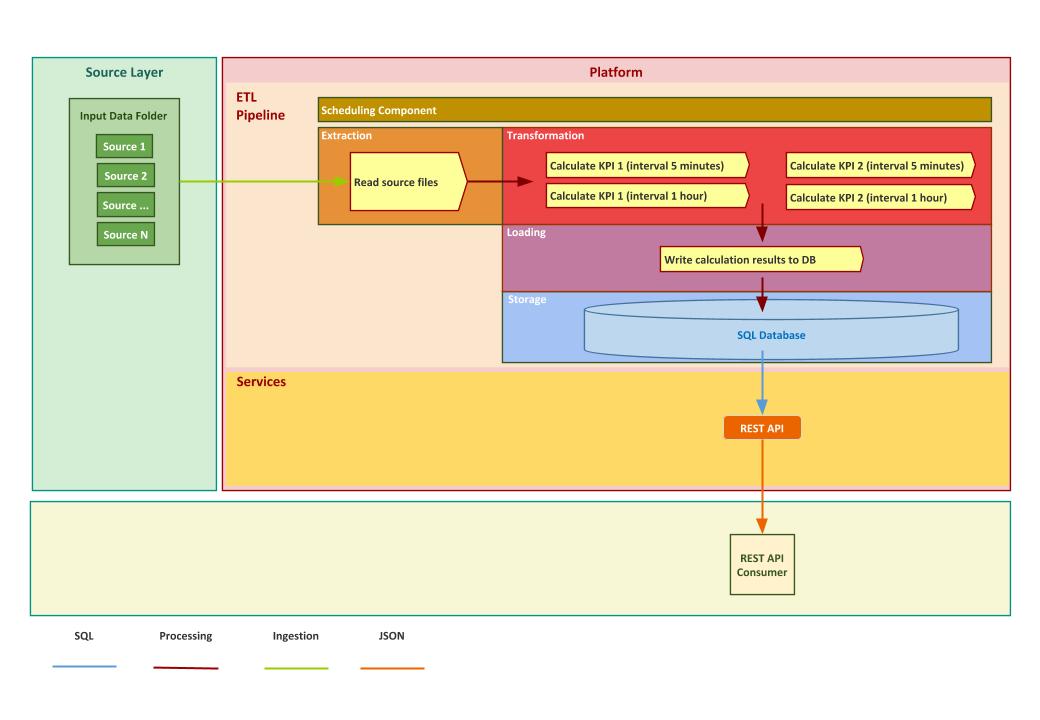 Source Layer
Platform
Input Data Folder
Source 1
Source 2
Source ...
Source N
ETL
Pipeline
Scheduling Component
Extraction
Read source files
Transformation
Calculate KPI 1 (interval 5 minutes)
Calculate KPI 2 (interval 5 minutes)
Calculate KPI 1 (interval 1 hour)
Calculate KPI 2 (interval 1 hour)
Loading
Write calculation results to DB
Storage
SQL Database
Services
REST API
REST API
Consumer
SQL
Processing
Ingestion
JSON